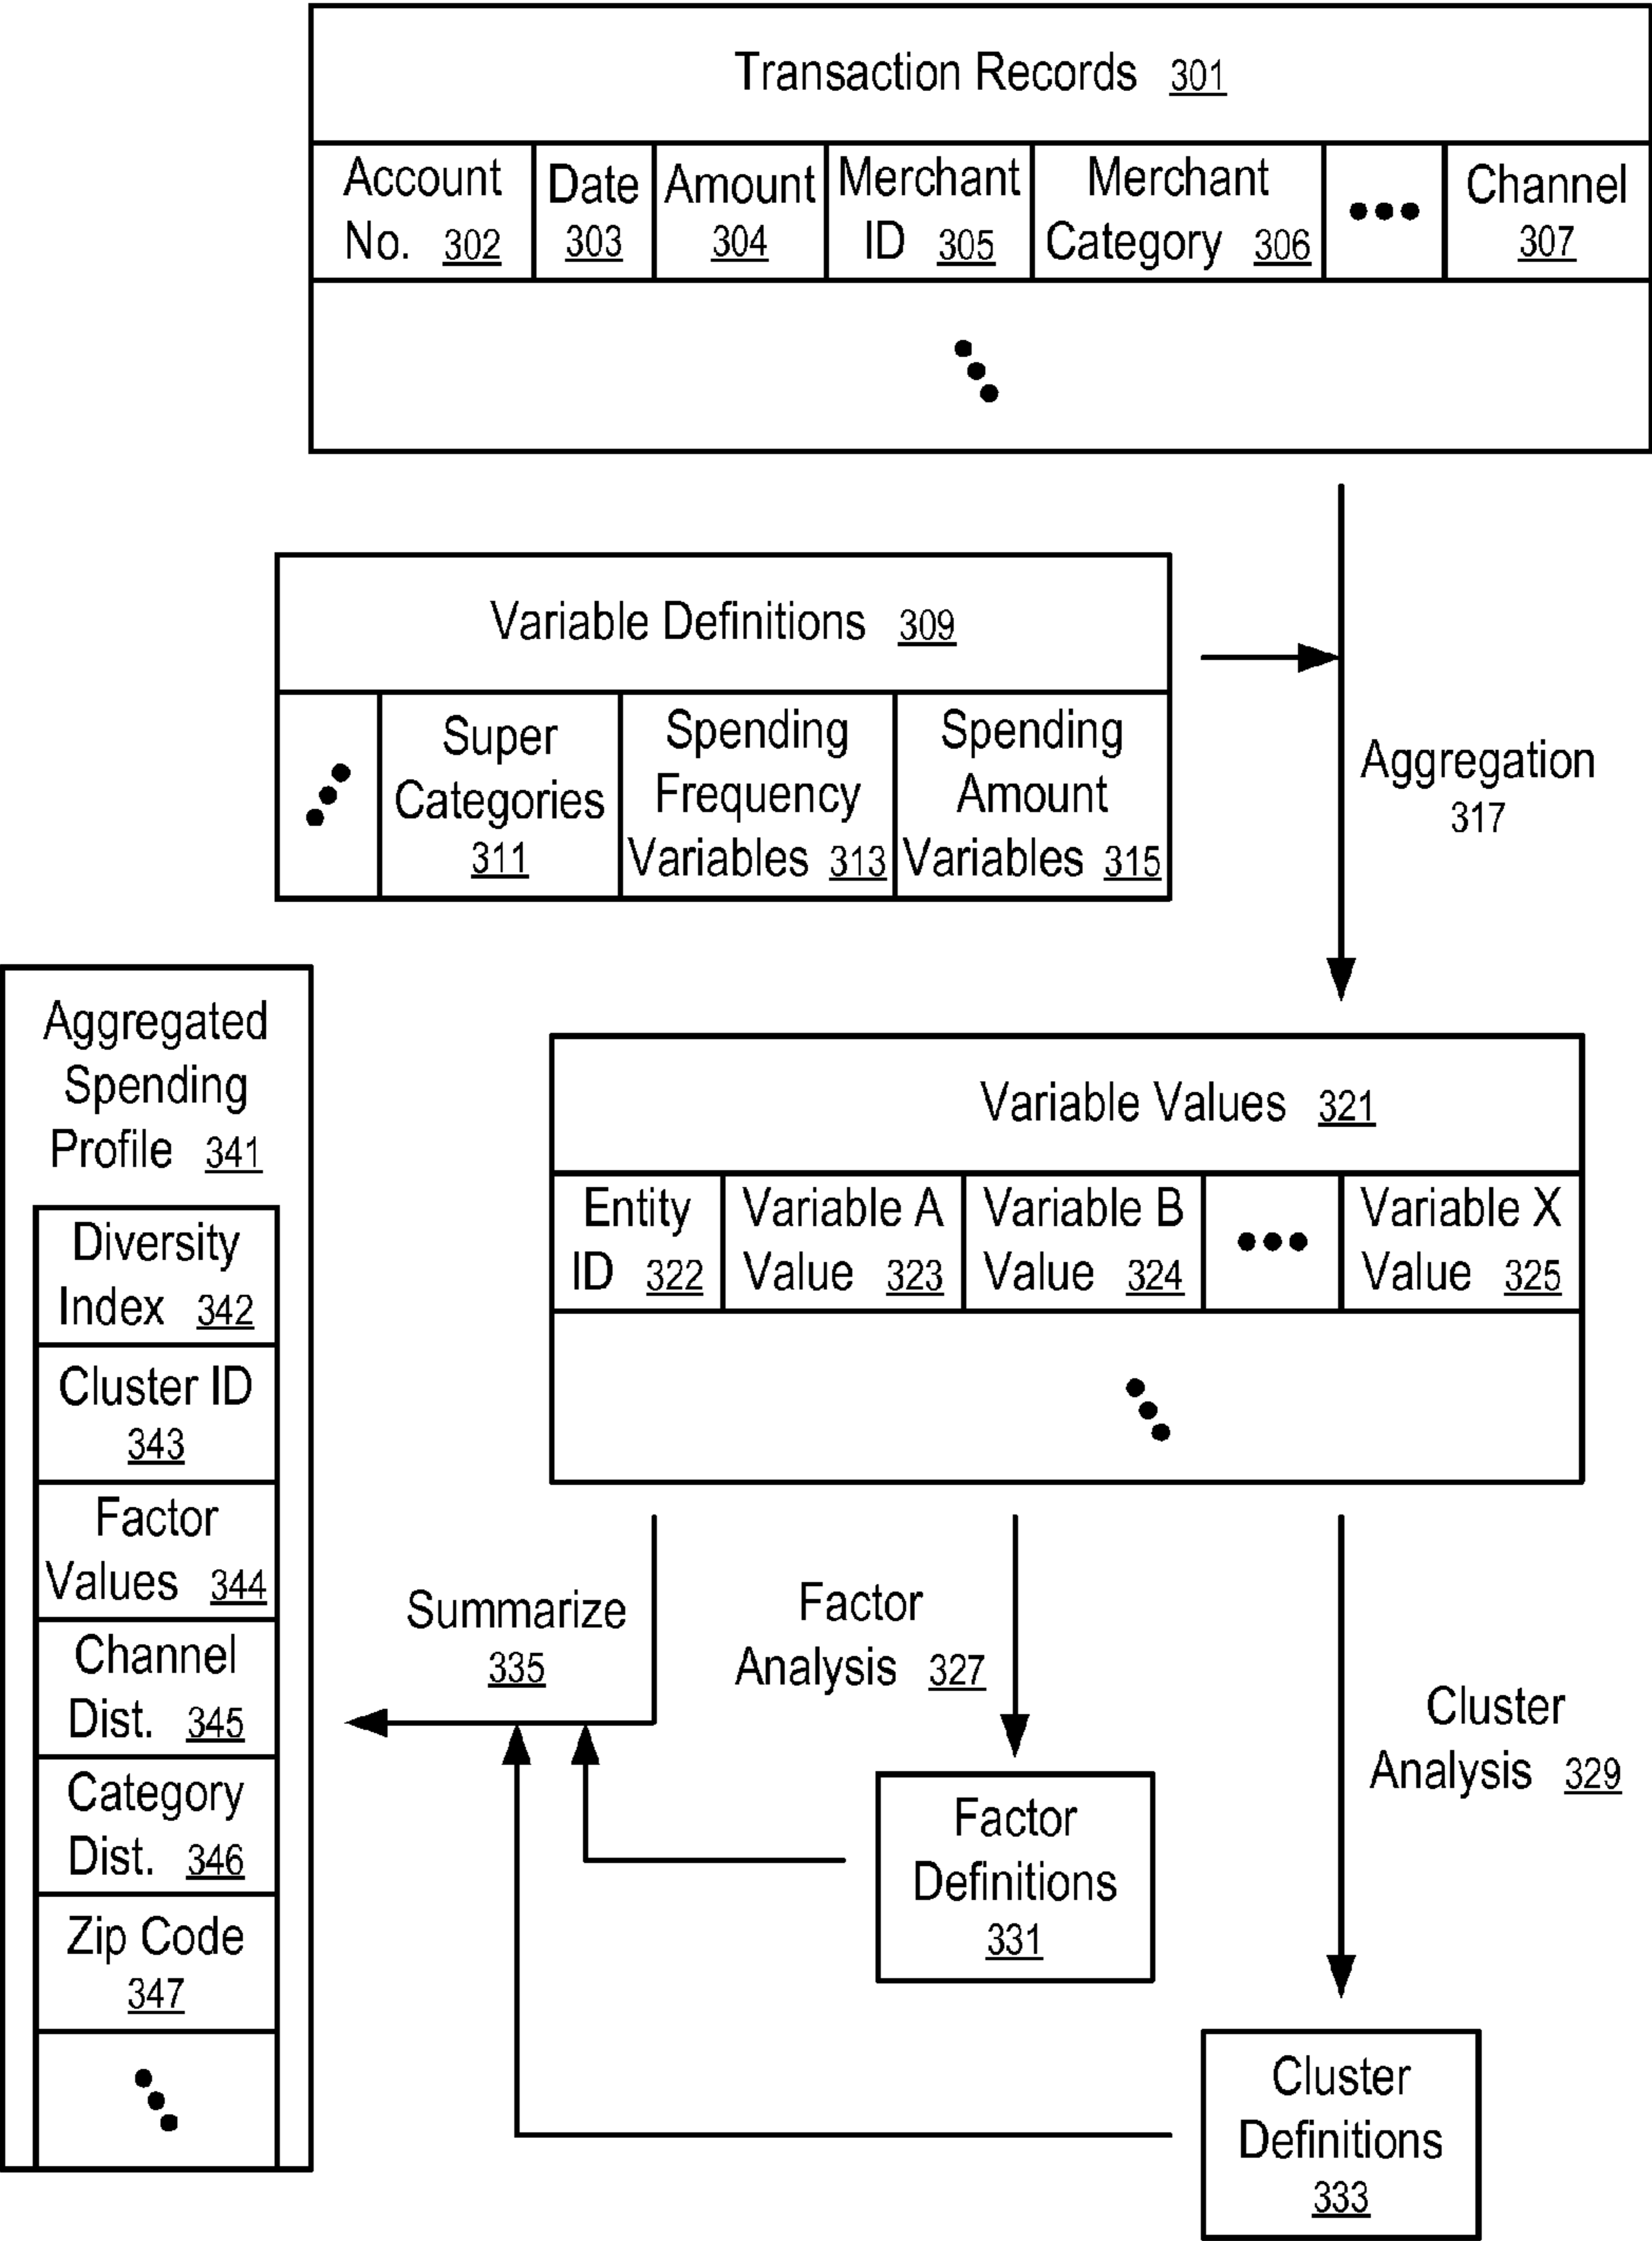 Transaction Records 301
Account
No. 302
Date
303
Amount
304
Merchant
ID 305
Merchant
Category 306
Channel
307
Variable Definitions 309
Super
Categories
311
Spending
Frequency
Variables 313
Spending
Amount
Variables 315
Aggregation
317
Aggregated
Spending
Profile 341
Diversity
Index 342
Cluster ID
343
Factor
Values 344
Channel
Dist. 345
Category
Dist. 346
Zip Code
347
Variable Values 321
Entity
ID 322
Variable A
Value 323
Variable B
Value 324
Variable X
Value 325
Summarize
335
Factor
Analysis 327
Cluster
Analysis 329
Factor
Definitions
331
Cluster
Definitions
333